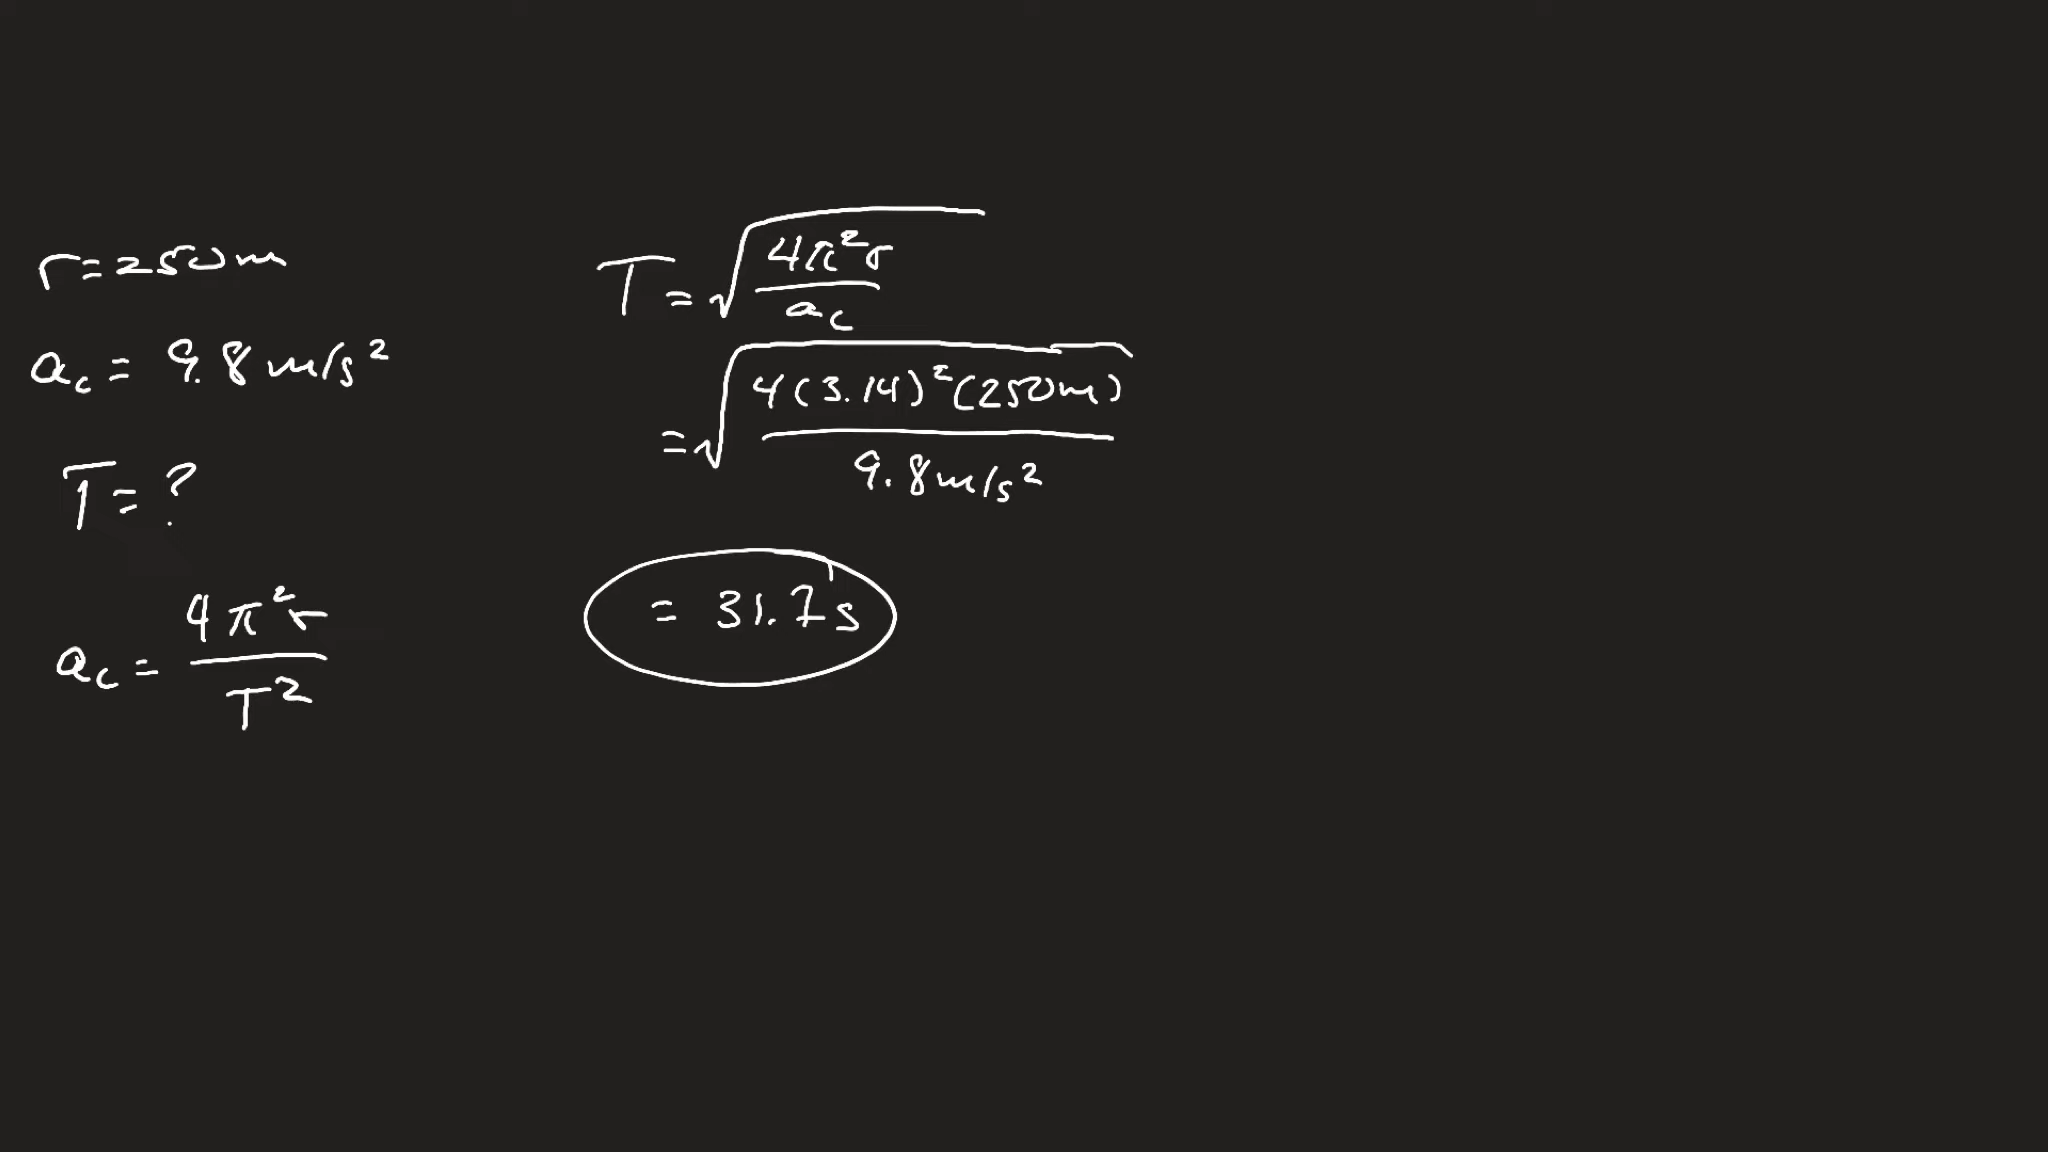 r = 250m
a_c = 9.8 m/s²
T = ?
a_c = 4π²r / T²
T = √(4π²r / a_c)
= √(4(3.14)²(250m) / 9.8m/s²)
= 31.7s